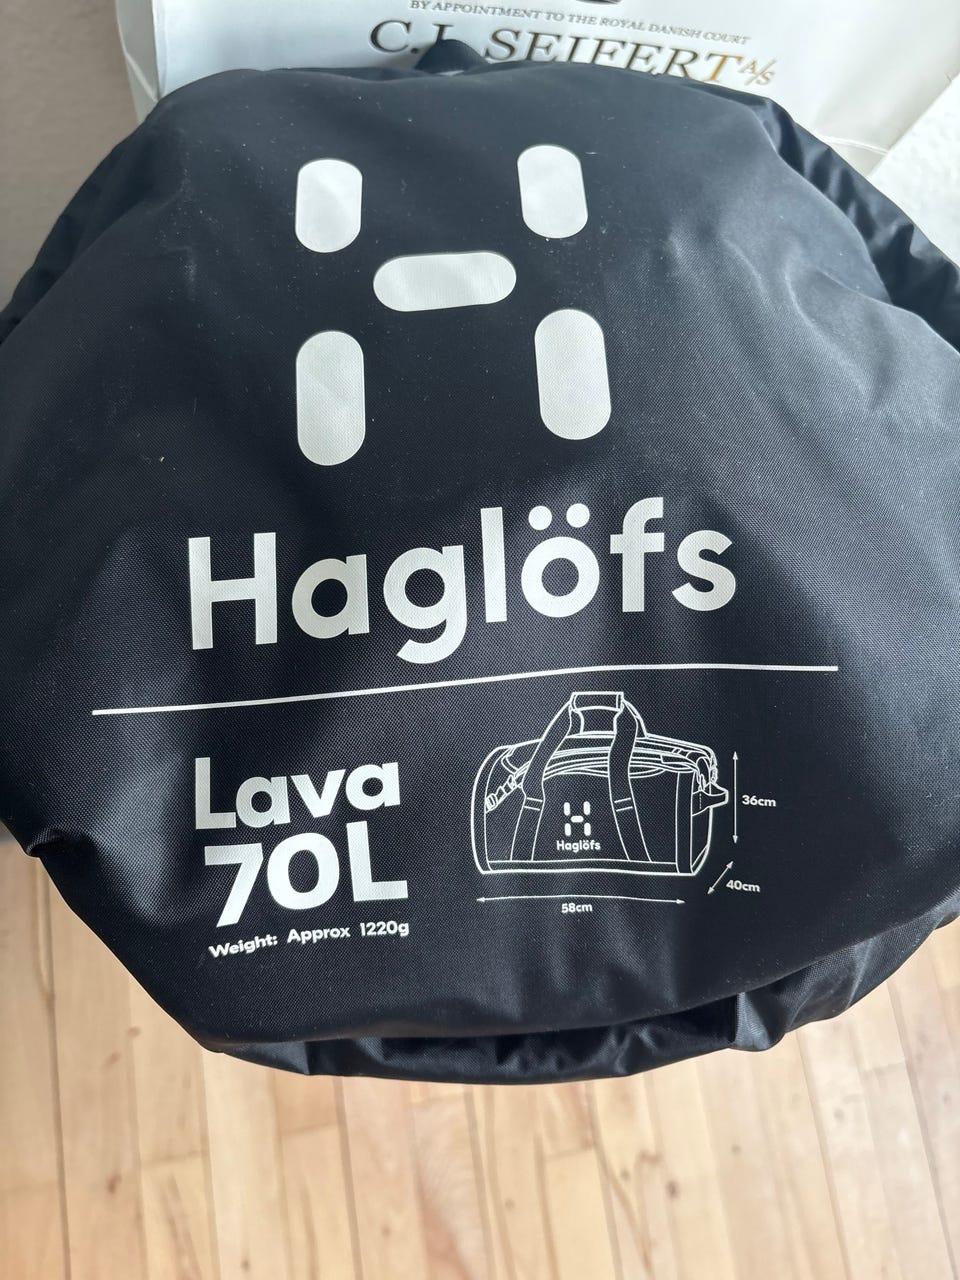 BY APPOINTMENT TO THE ROYAL DANISH COURT
C.L. SEIFERT A/S
Haglöfs
Lava
70L
Weight: Approx 1220g
Haglöfs
36cm
40cm
58cm